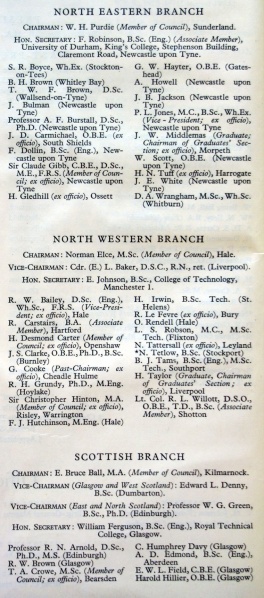 NORTH EASTERN BRANCH
CHAIRMAN: W. H. Purdie (Member of Council), Sunderland.
HON. SECRETARY: F. Robinson, B.Sc. (Eng.) (Associate Member),
University of Durham, King's College, Stephenson Building,
Claremont Road, Newcastle upon Tyne.
S. R. Boyce, Wh.Ex. (Stockton-
on-Tees)
B. H. Brown (Whitley Bay)
T. W. F. Brown, D.Sc.
(Wallsend-on-Tyne)
J. Bulman (Newcastle upon
Tyne)
Professor A. F. Burstall, D.Sc.,
Ph.D. (Newcastle upon Tyne)
J. D. Carmichael, O.B.E. (ex
officio), South Shields
F. Dollin, B.Sc. (Eng.), New-
castle upon Tyne
Sir Claude Gibb, C.B.E., D.Sc.,
M.E., F.R.S. (Member of Coun-
cil; ex officio), Newcastle upon
Tyne
H. Gledhill (ex officio), Ossett
G. W. Hayter, O.B.E. (Gates-
head)
A. Howell (Newcastle upon
Tyne)
J. B. Jackson (Newcastle upon
Tyne)
P. L. Jones, M.C., B.Sc., Wh.Ex.
(Vice-President; ex officio),
Newcastle upon Tyne
J. W. Middlemas (Graduate;
Chairman of Graduates' Sec-
tion; ex officio), Morpeth
W. Scott, O.B.E. (Newcastle
upon Tyne)
H. N. Tuft (ex officio), Harrogate
J. E. White (Newcastle upon
Tyne)
D. A. Wrangham, M.Sc., Wh.Sc.
(Whitburn)
NORTH WESTERN BRANCH
CHAIRMAN: Norman Elce, M.Sc. (Member of Council), Hale.
VICE-CHAIRMAN: Cdr. (E.) L. Baker, D.S.C., R.N., ret. (Liverpool).
HON. SECRETARY: E. Johnson, B.Sc., College of Technology,
Manchester 1.
R. W. Bailey, D.Sc. (Eng.),
Wh.Sc., F.R.S. (Vice-Presi-
dent; ex officio), Hale
R. Carstairs, B.A. (Associate
Member), Hartford
H. Desmond Carter (Member of
Council; ex officio), Openshaw
J. S. Clarke, O.B.E., Ph.D., B.Sc.
(Burnley)
G. Cooke (Past-Chairman; ex
officio), Cheadle Hulme
R. H. Grundy, Ph.D., M.Eng.
(Hoylake)
Sir Christopher Hinton, M.A.
(Member of Council; ex officio),
Risley, Warrington
F. J. Hutchinson, M.Eng. (Hale)
H. Irwin, B.Sc. Tech. (St.
Helens)
R. Le Fevre (ex officio), Bury
O. Rendell (Hale)
L. S. Robson, M.C., M.Sc.
Tech. (Flixton)
N. Tattersall (ex officio), Leyland
*N. Tetlow, B.Sc. (Stockport)
B. J. Tams, B.Sc. (Eng.), M.Sc.
Tech., Southport
H. Taylor (Graduate, Chairman
of Graduates' Section; ex
officio), Liverpool
Lt. Col. R. L. Willott, D.S.O.,
O.B.E., T.D., B.Sc. (Associate
Member), Shotton
SCOTTISH BRANCH
CHAIRMAN: E. Bruce Ball, M.A. (Member of Council), Kilmarnock.
VICE-CHAIRMAN (Glasgow and West Scotland): Edward L. Denny,
B.Sc. (Dumbarton).
VICE-CHAIRMAN (East and North Scotland): Professor W. G. Green,
B.Sc., Ph.D. (Edinburgh).
HON. SECRETARY: William Ferguson, B.Sc. (Eng.), Royal Technical
College, Glasgow.
Professor R. N. Arnold, D.Sc.,
Ph.D., M.S. (Edinburgh)
R. W. Brown (Glasgow)
T. A. Crowe, M.Sc. (Member of
Council; ex officio), Bearsden
C. Humphrey Davy (Glasgow)
A. D. Edmond, B.Sc. (Eng.),
Aberdeen
E. W. L. Field, C.B.E. (Glasgow)
Harold Hillier, O.B.E. (Glasgow)